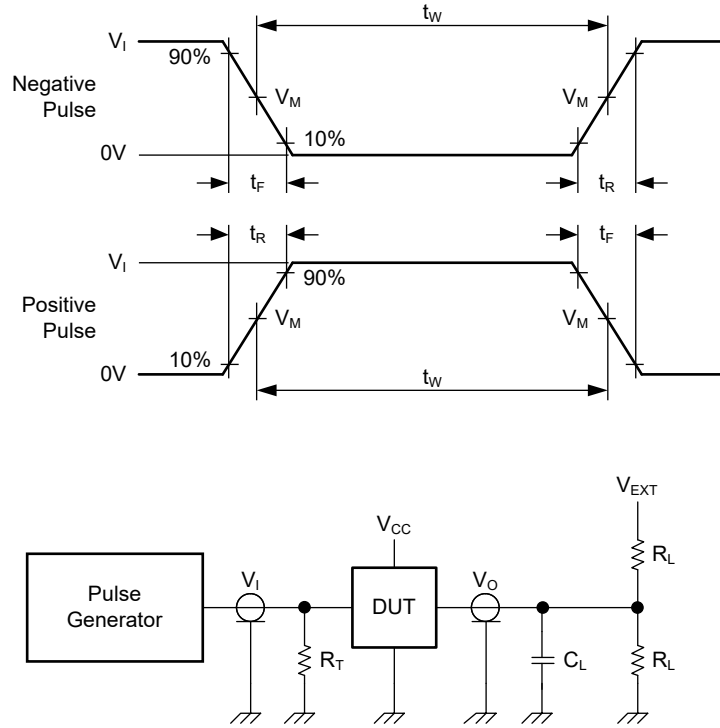 t_W
V_I
90%
Negative
Pulse
V_M
V_M
10%
0V
t_F
t_R
t_R
t_F
V_I
90%
Positive
Pulse
V_M
V_M
10%
0V
t_W
V_EXT
V_CC
R_L
Pulse
Generator
V_I
DUT
V_O
R_T
C_L
R_L